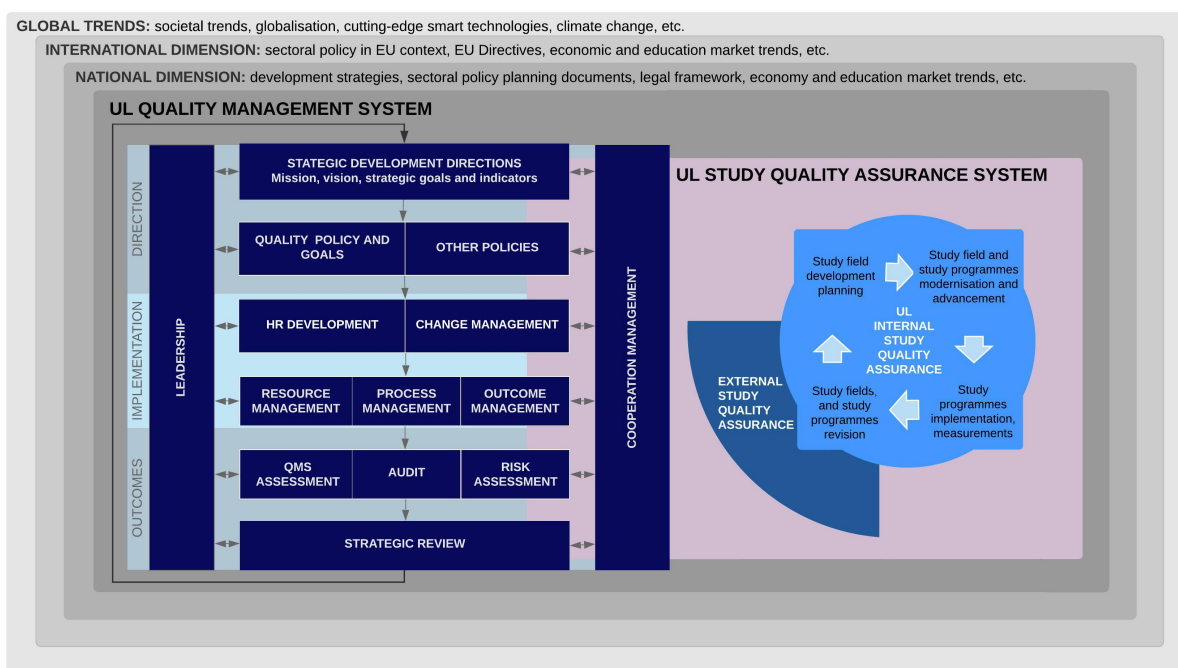 GLOBAL TRENDS: societal trends, globalisation, cutting-edge smart technologies, climate change, etc.
INTERNATIONAL DIMENSION: sectoral policy in EU context, EU Directives, economic and education market trends, etc.
NATIONAL DIMENSION: development strategies, sectoral policy planning documents, legal framework, economy and education market trends, etc.
UL QUALITY MANAGEMENT SYSTEM
DIRECTION
IMPLEMENTATION
OUTCOMES
LEADERSHIP
STATEGIC DEVELOPMENT DIRECTIONS
Mission, vision, strategic goals and indicators
QUALITY POLICY AND
GOALS
OTHER POLICIES
HR DEVELOPMENT
CHANGE MANAGEMENT
RESOURCE
MANAGEMENT
PROCESS
MANAGEMENT
OUTCOME
MANAGEMENT
QMS
ASSESSMENT
AUDIT
RISK
ASSESSMENT
STRATEGIC REVIEW
COOPERATION MANAGEMENT
UL STUDY QUALITY ASSURANCE SYSTEM
Study field
development
planning
Study field and
study programmes
modernisation and
advancement
UL
INTERNAL
STUDY
QUALITY
ASSURANCE
EXTERNAL
STUDY
QUALITY
ASSURANCE
Study fields,
and study
programmes
revision
Study
programmes
implementation,
measurements